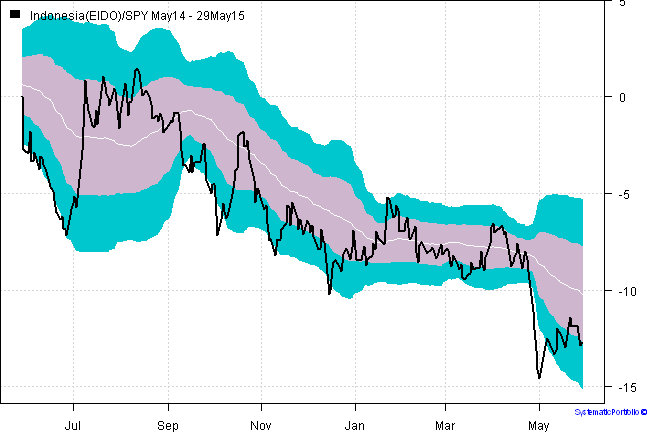 Indonesia(EIDO)/SPY May14 - 29May15
5
0
-5
-10
-15
Jul Sep Nov Jan Mar May
SystematicPortfolio ©